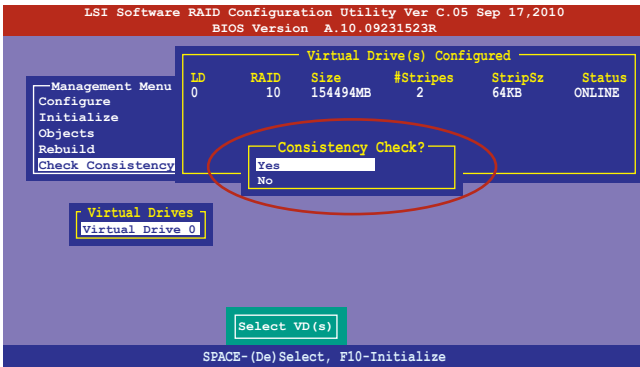 LSI Software RAID Configuration Utility Ver C.05 Sep 17,2010
BIOS Version A.10.09231523R
Virtual Drive(s) Configured
LD RAID Size #Stripes StripSz Status
0 10 154494MB 2 64KB ONLINE
Management Menu
Configure
Initialize
Objects
Rebuild
Check Consistency
Consistency Check?
Yes
No
Virtual Drives
Virtual Drive 0
Select VD(s)
SPACE-(De)Select, F10-Initialize